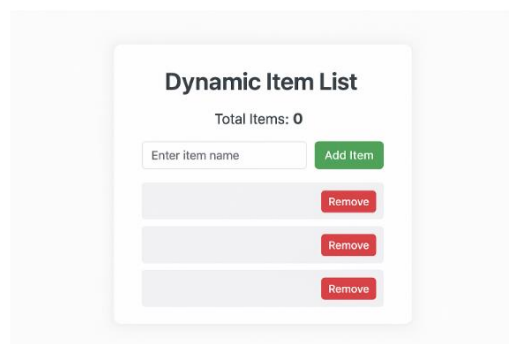 Dynamic Item List
Total Items: 0
Enter item name Add Item
Remove
Remove
Remove